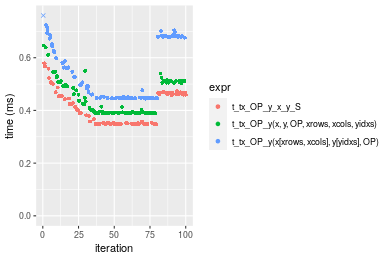 0.6
0.4
0.2
0.0
time (ms)
0
25
50
75
100
iteration
expr
t_tx_OP_y_x_y_S
t_tx_OP_y(x, y, OP, xrows, xcols, yidxs)
t_tx_OP_y(x[xrows, xcols], y[yidxs], OP)